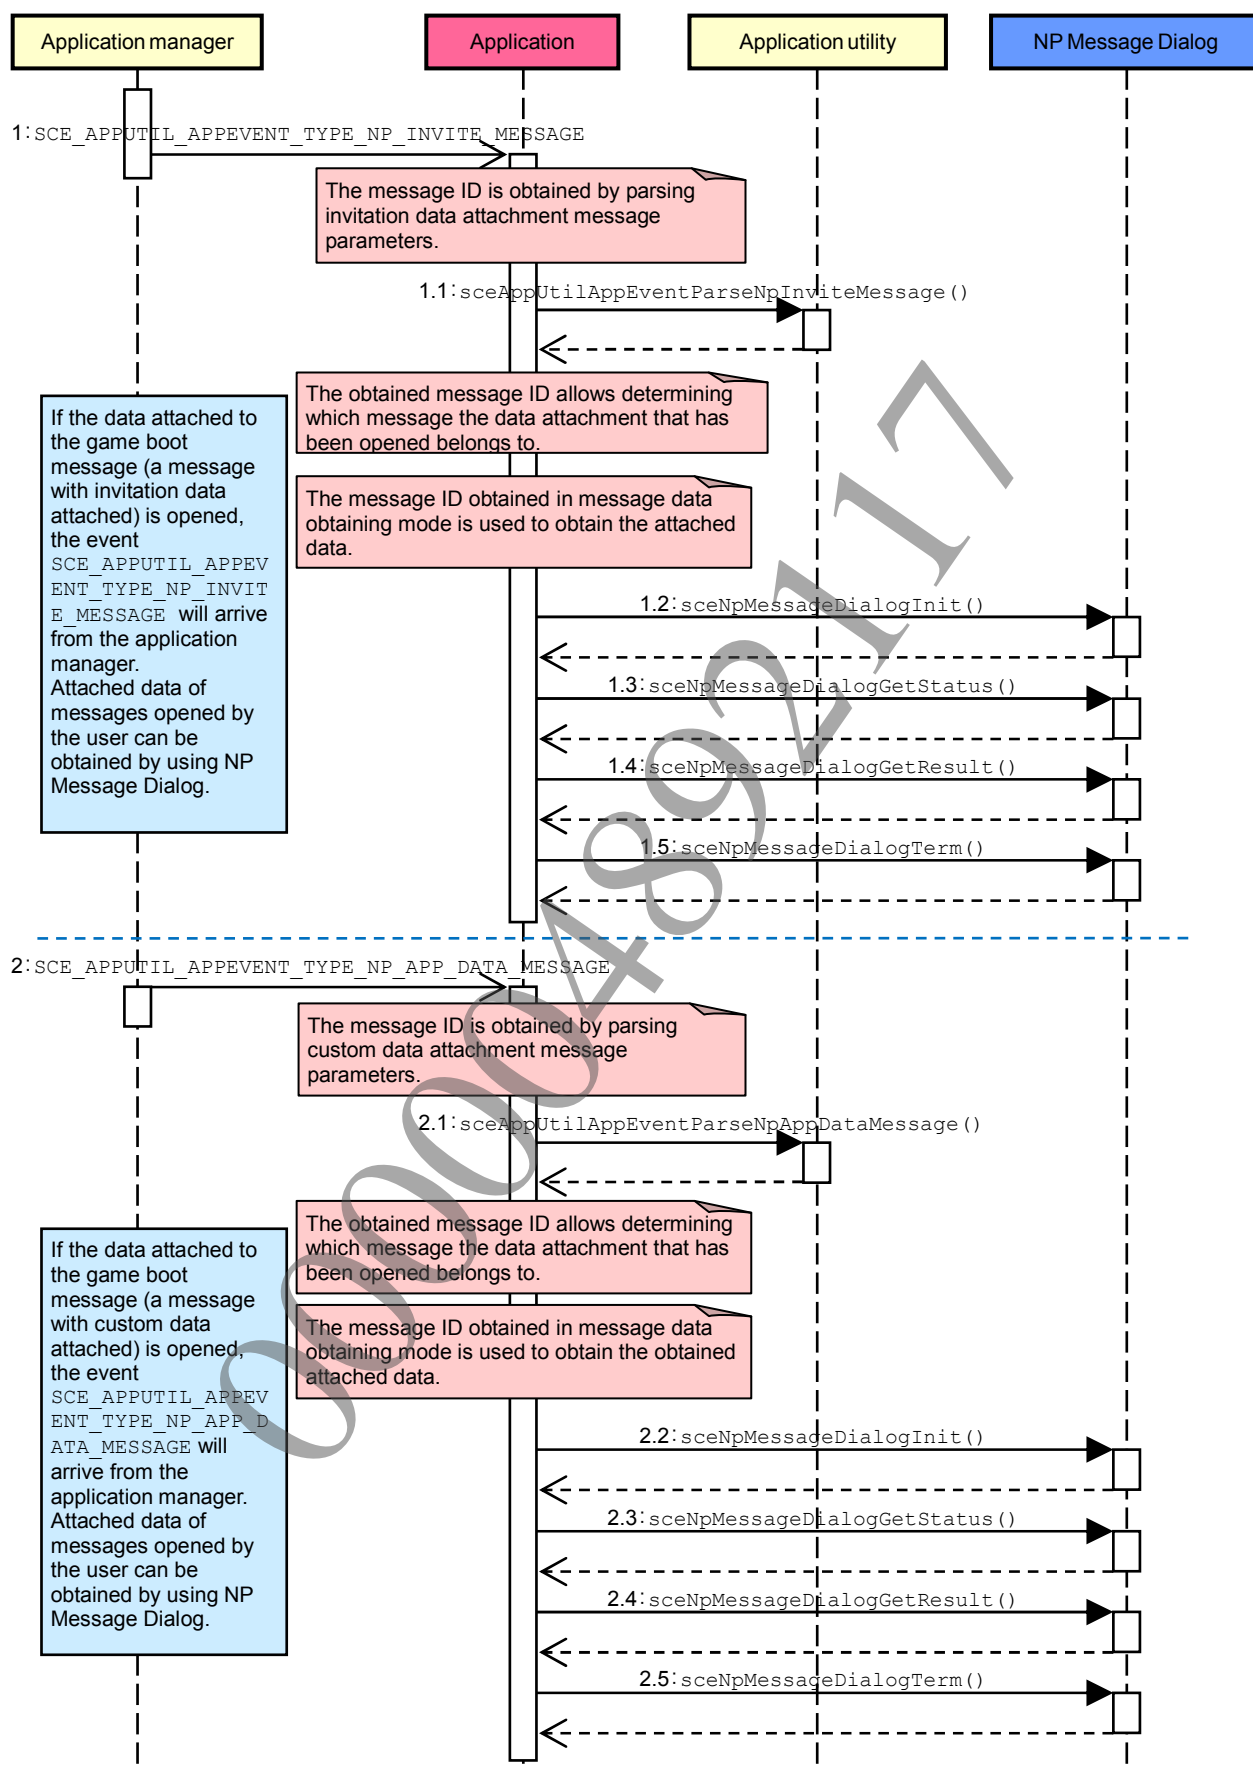 Application manager
Application
Application utility
NP Message Dialog
1:SCE_APPUTIL_APPEVENT_TYPE_NP_INVITE_MESSAGE
The message ID is obtained by parsing
invitation data attachment message
parameters.
1.1:sceAppUtilAppEventParseNpInviteMessage()
The obtained message ID allows determining
which message the data attachment that has
been opened belongs to.
If the data attached to
the game boot
message (a message
with invitation data
attached) is opened,
the event
SCE_APPUTIL_APPEV
ENT_TYPE_NP_INVIT
E_MESSAGE will arrive
from the application
manager.
Attached data of
messages opened by
the user can be
obtained by using NP
Message Dialog.
The message ID obtained in message data
obtaining mode is used to obtain the attached
data.
1.2:sceNpMessageDialogInit()
1.3:sceNpMessageDialogGetStatus()
1.4:sceNpMessageDialogGetResult()
1.5:sceNpMessageDialogTerm()
2:SCE_APPUTIL_APPEVENT_TYPE_NP_APP_DATA_MESSAGE
The message ID is obtained by parsing
custom data attachment message
parameters.
2.1:sceAppUtilAppEventParseNpAppDataMessage()
The obtained message ID allows determining
which message the data attachment that has
been opened belongs to.
If the data attached to
the game boot
message (a message
with custom data
attached) is opened,
the event
SCE_APPUTIL_APPEV
ENT_TYPE_NP_APP_D
ATA_MESSAGE will
arrive from the
application manager.
Attached data of
messages opened by
the user can be
obtained by using NP
Message Dialog.
The message ID obtained in message data
obtaining mode is used to obtain the obtained
attached data.
2.2:sceNpMessageDialogInit()
2.3:sceNpMessageDialogGetStatus()
2.4:sceNpMessageDialogGetResult()
2.5:sceNpMessageDialogTerm()
000004892117